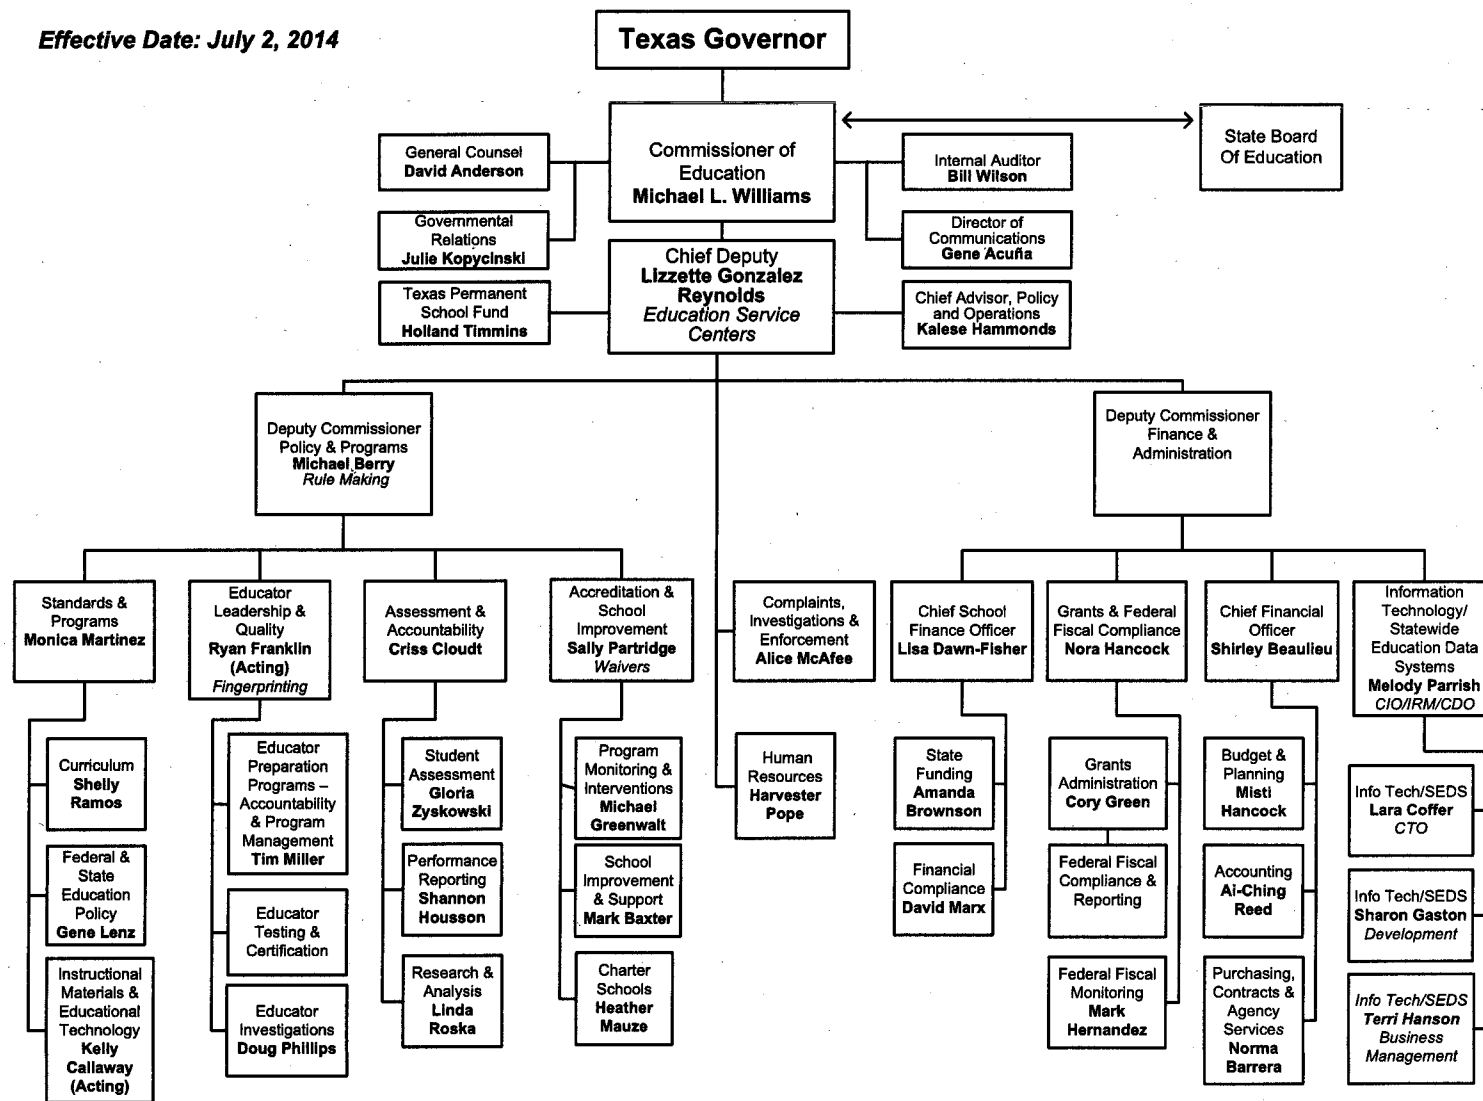 Effective Date: July 2, 2014
Texas Governor
Commissioner of
Education
Michael L. Williams
State Board
Of Education
General Counsel
David Anderson
Internal Auditor
Bill Wilson
Governmental
Relations
Julie Kopycinski
Director of
Communications
Gene Acuña
Chief Deputy
Lizzette Gonzalez
Reynolds
Education Service
Centers
Texas Permanent
School Fund
Holland Timmins
Chief Advisor, Policy
and Operations
Kalese Hammonds
Deputy Commissioner
Policy & Programs
Michael Berry
Rule Making
Deputy Commissioner
Finance &
Administration
Standards &
Programs
Monica Martinez
Educator
Leadership &
Quality
Ryan Franklin
(Acting)
Fingerprinting
Assessment &
Accountability
Criss Cloudt
Accreditation &
School
Improvement
Sally Partridge
Waivers
Complaints,
Investigations &
Enforcement
Alice McAfee
Chief School
Finance Officer
Lisa Dawn-Fisher
Grants & Federal
Fiscal Compliance
Nora Hancock
Chief Financial
Officer
Shirley Beaulieu
Information
Technology/
Statewide
Education Data
Systems
Melody Parrish
CIO/IRM/CDO
Curriculum
Shelly
Ramos
Educator
Preparation
Programs –
Accountability
& Program
Management
Tim Miller
Student
Assessment
Gloria
Zyskowski
Program
Monitoring &
Interventions
Michael
Greenwalt
Human
Resources
Harvester
Pope
State
Funding
Amanda
Brownson
Grants
Administration
Cory Green
Budget &
Planning
Misti
Hancock
Info Tech/SEDS
Lara Coffer
CTO
Federal &
State
Education
Policy
Gene Lenz
Educator
Testing &
Certification
Performance
Reporting
Shannon
Housson
School
Improvement
& Support
Mark Baxter
Financial
Compliance
David Marx
Federal Fiscal
Compliance &
Reporting
Accounting
Ai-Ching
Reed
Info Tech/SEDS
Sharon Gaston
Development
Instructional
Materials &
Educational
Technology
Kelly
Callaway
(Acting)
Educator
Investigations
Doug Phillips
Research &
Analysis
Linda
Roska
Charter
Schools
Heather
Mauze
Federal Fiscal
Monitoring
Mark
Hernandez
Purchasing,
Contracts &
Agency
Services
Norma
Barrera
Info Tech/SEDS
Terri Hanson
Business
Management